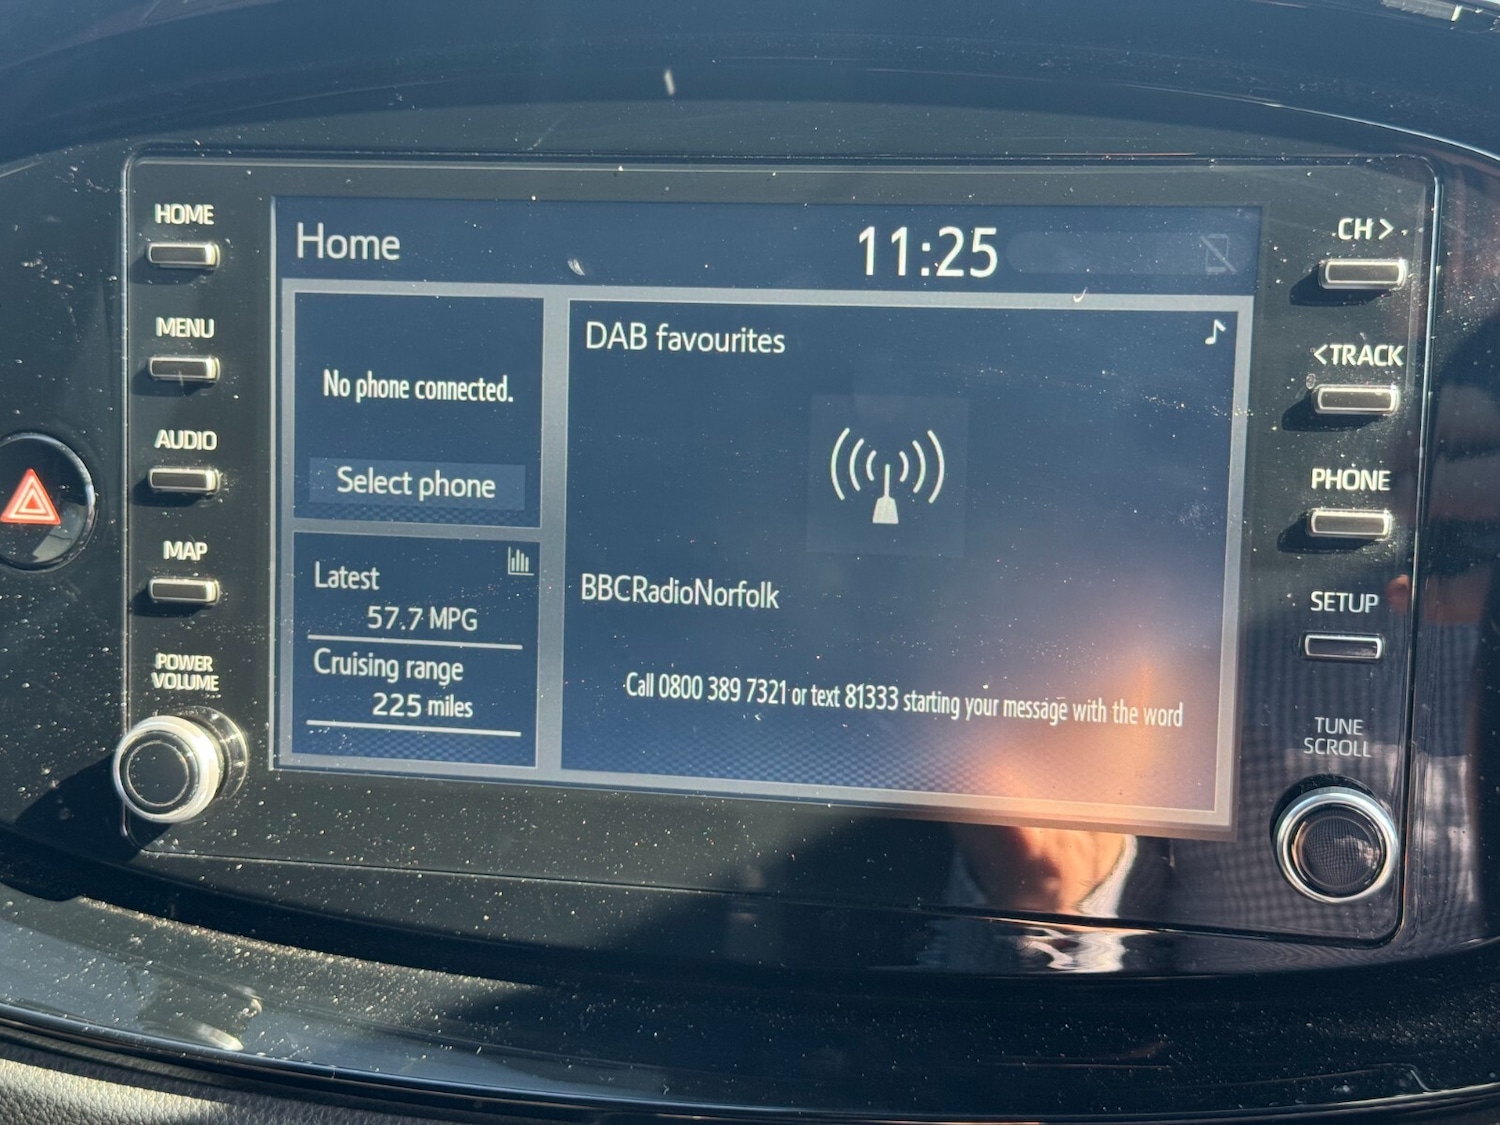 HOME
MENU
AUDIO
MAP
POWER
VOLUME
Home
11:25
No phone connected.
Select phone
Latest
57.7 MPG
Cruising range
225 miles
DAB favourites
BBCRadioNorfolk
Call 0800 389 7321 or text 81333 starting your message with the word
CH >
<TRACK
PHONE
SETUP
TUNE
SCROLL